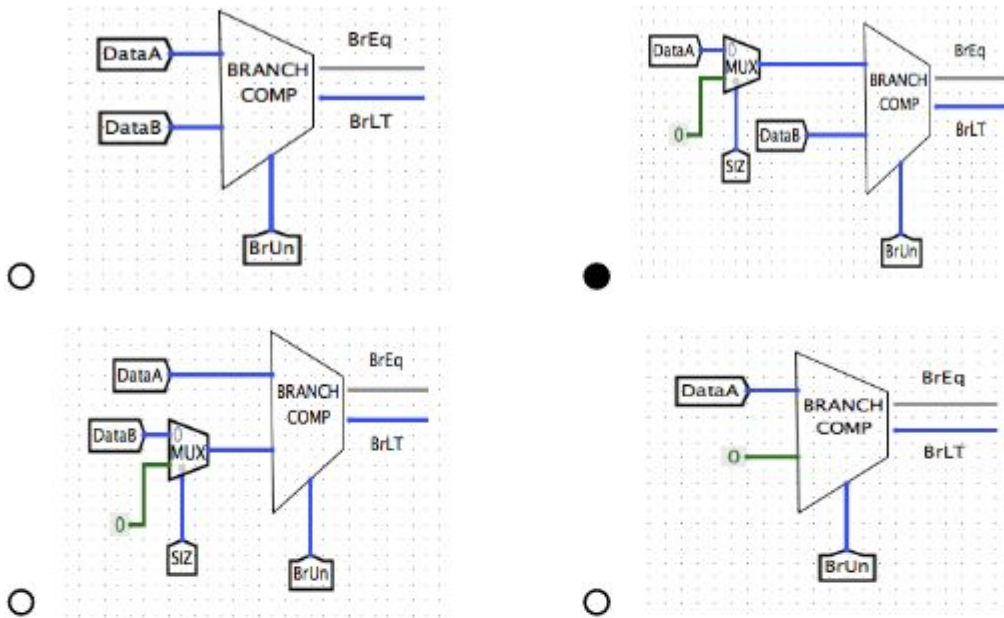 BrEq
DataA
BRANCH
COMP
DataB
BrLT
BrUn
BrEq
DataA
0
MUX
BRANCH
COMP
0
DataB
BrLT
SIZ
BrUn
BrEq
DataA
BRANCH
COMP
DataB
0
MUX
BrLT
0
SIZ
BrUn
BrEq
DataA
BRANCH
COMP
0
BrLT
BrUn